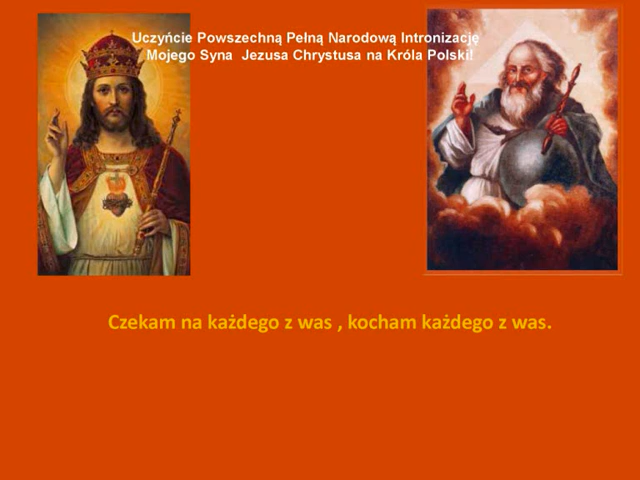 Uczyńcie Powszechną Pełną Narodową Intronizację
Mojego Syna Jezusa Chrystusa na Króla Polski!
Czekam na każdego z was , kocham każdego z was.